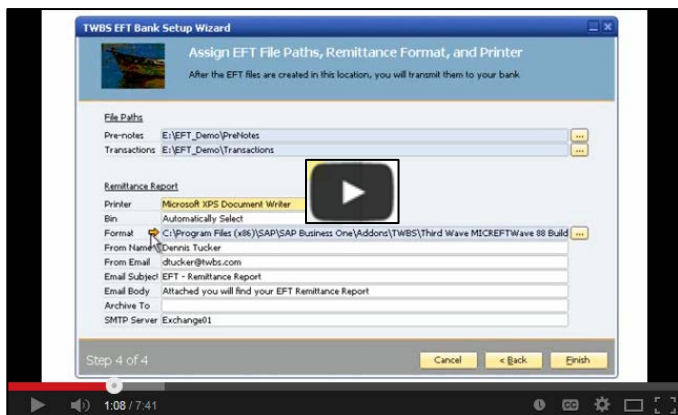 TWBS EFT Bank Setup Wizard
Assign EFT File Paths, Remittance Format, and Printer
After the EFT files are created in this location, you will transmit them to your bank
File Paths
Pre-notes E:\EFT_Demo\PreNotes ...
Transactions E:\EFT_Demo\Transactions ...
Remittance Report
Printer Microsoft XPS Document Writer
Bin Automatically Select
Format C:\Program Files (x86)\SAP\SAP Business One\Addons\TWBS\Third Wave MICREFTWave 88 Build ...
From Name Dennis Tucker
From Email dtucker@twbs.com
Email Subject EFT - Remittance Report
Email Body Attached you will find your EFT Remittance Report
Archive To
SMTP Server Exchange01
Step 4 of 4 Cancel < Back Finish
1:08 / 7:41 CC